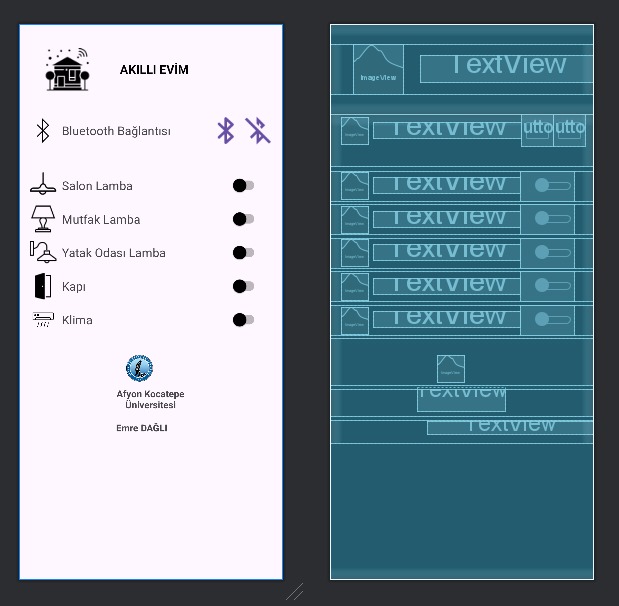 AKILLI EVİM
Bluetooth Bağlantısı
Salon Lamba
Mutfak Lamba
Yatak Odası Lamba
Kapı
Klima
Afyon Kocatepe
Üniversitesi
Emre DAĞLI
ImageView
TextView
TextView
utto
utto
TextView
TextView
TextView
TextView
TextView
TextView
TextView